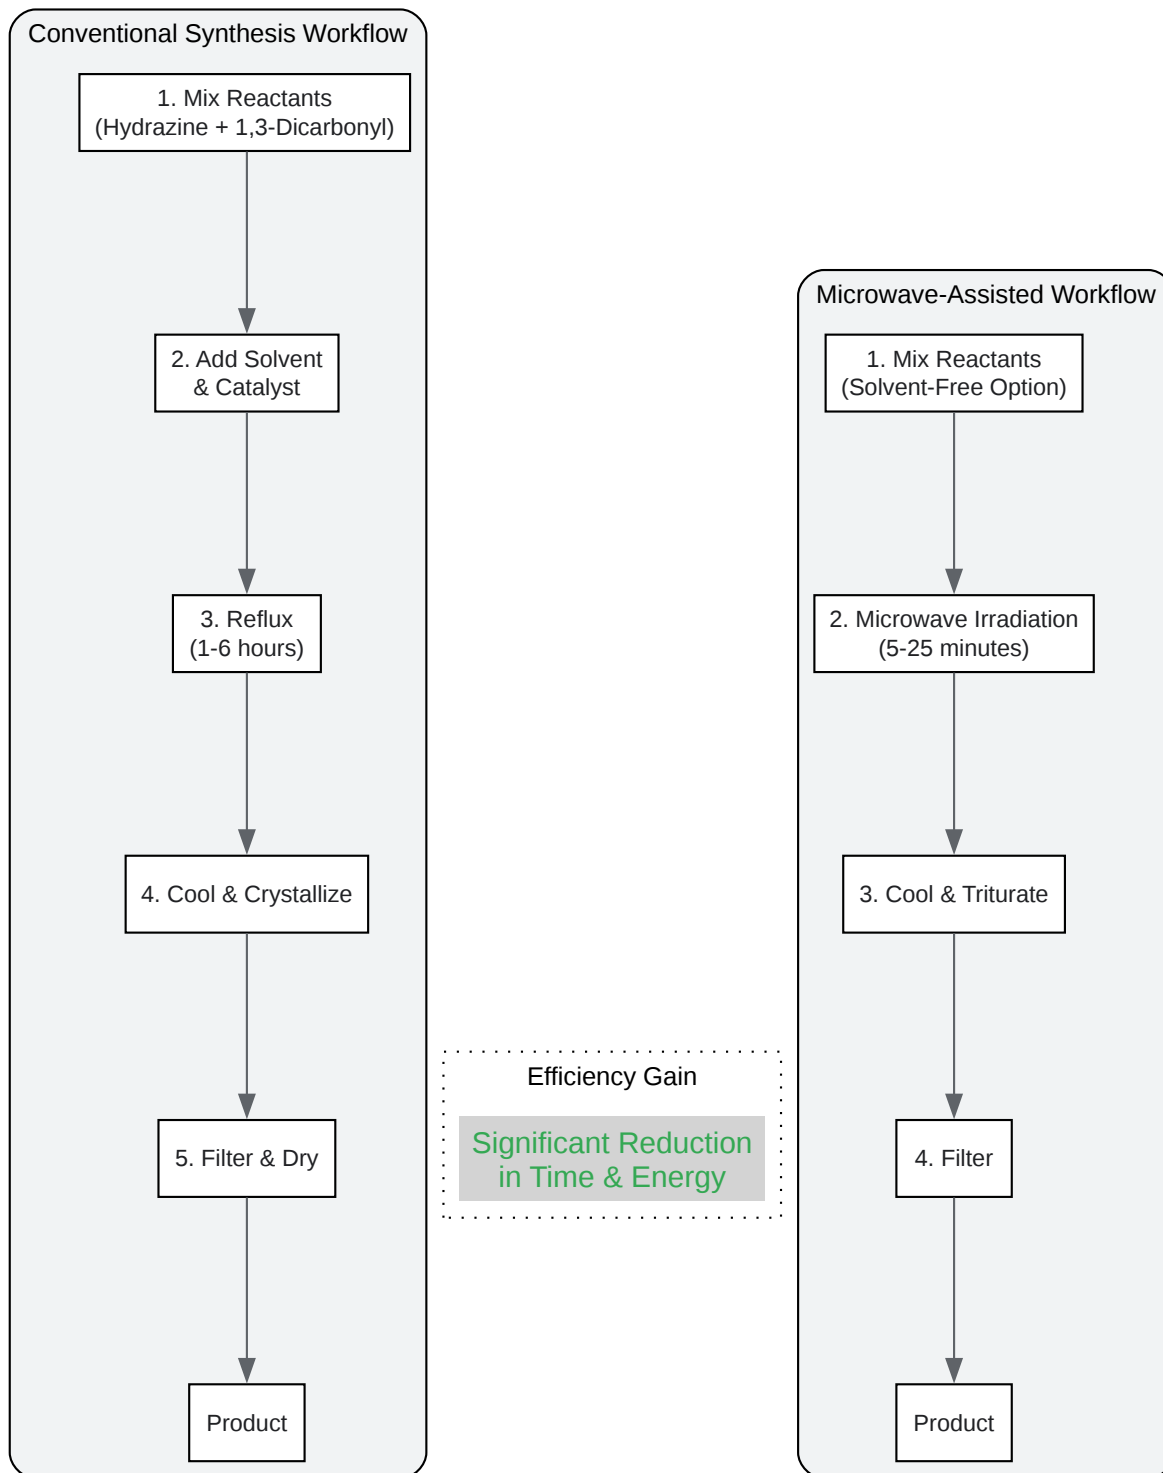 Conventional Synthesis Workflow
1. Mix Reactants
(Hydrazine + 1,3-Dicarbonyl)
2. Add Solvent
& Catalyst
3. Reflux
(1-6 hours)
4. Cool & Crystallize
5. Filter & Dry
Product
Efficiency Gain
Significant Reduction
in Time & Energy
Microwave-Assisted Workflow
1. Mix Reactants
(Solvent-Free Option)
2. Microwave Irradiation
(5-25 minutes)
3. Cool & Triturate
4. Filter
Product